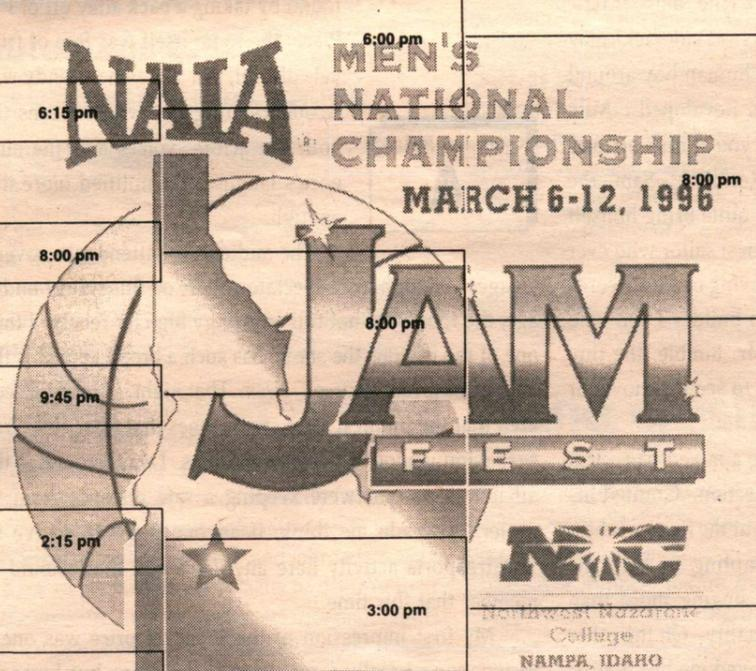 6:00 pm
NAIA
MEN'S
NATIONAL
CHAMPIONSHIP
MARCH 6-12, 1996
6:15 pm
8:00 pm
8:00 pm
JAM
8:00 pm
9:45 pm
FEST
2:15 pm
NNC
3:00 pm
Northwest Nazarene
College
NAMPA, IDAHO